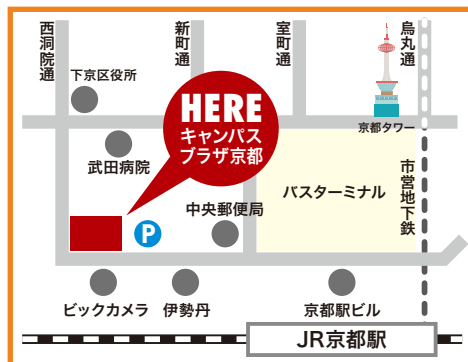 西洞院通
新町通
室町通
烏丸通
下京区役所
HERE
キャンパス
プラザ京都
京都タワー
武田病院
バスターミナル
市営地下鉄
中央郵便局
P
ビックカメラ
伊勢丹
京都駅ビル
JR京都駅